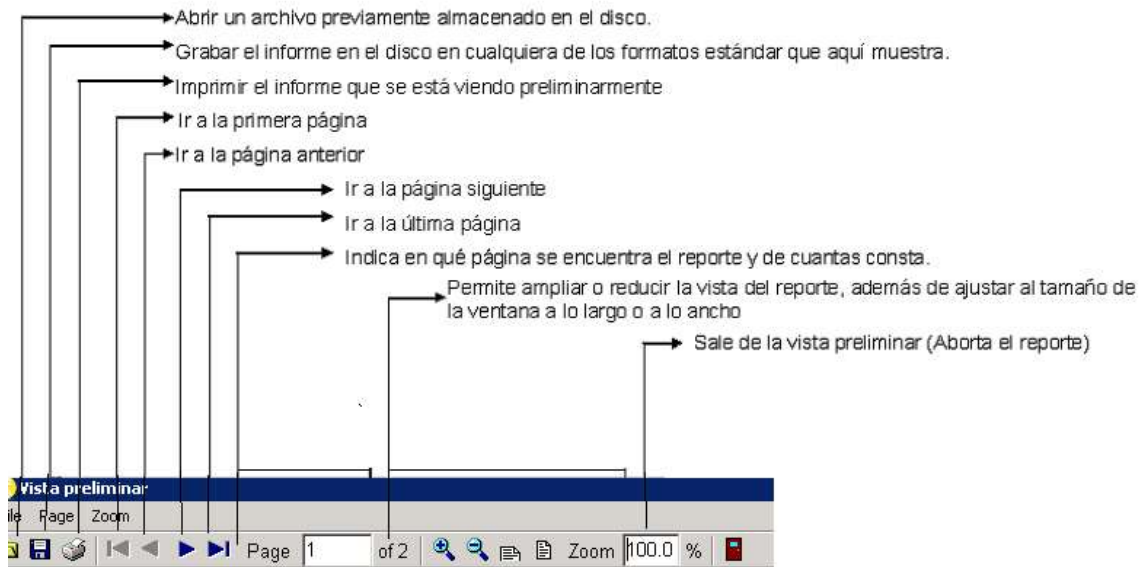 Abrir un archivo previamente almacenado en el disco.
Grabar el informe en el disco en cualquiera de los formatos estándar que aquí muestra.
Imprimir el informe que se está viendo preliminarmente
Ir a la primera página
Ir a la página anterior
Ir a la página siguiente
Ir a la última página
Indica en qué página se encuentra el reporte y de cuantas consta.
Permite ampliar o reducir la vista del reporte, además de ajustar al tamaño de
la ventana a lo largo o a lo ancho
Sale de la vista preliminar (Aborta el reporte)
Vista preliminar
ile Page Zoom
Page 1 of 2 Zoom 100.0 %